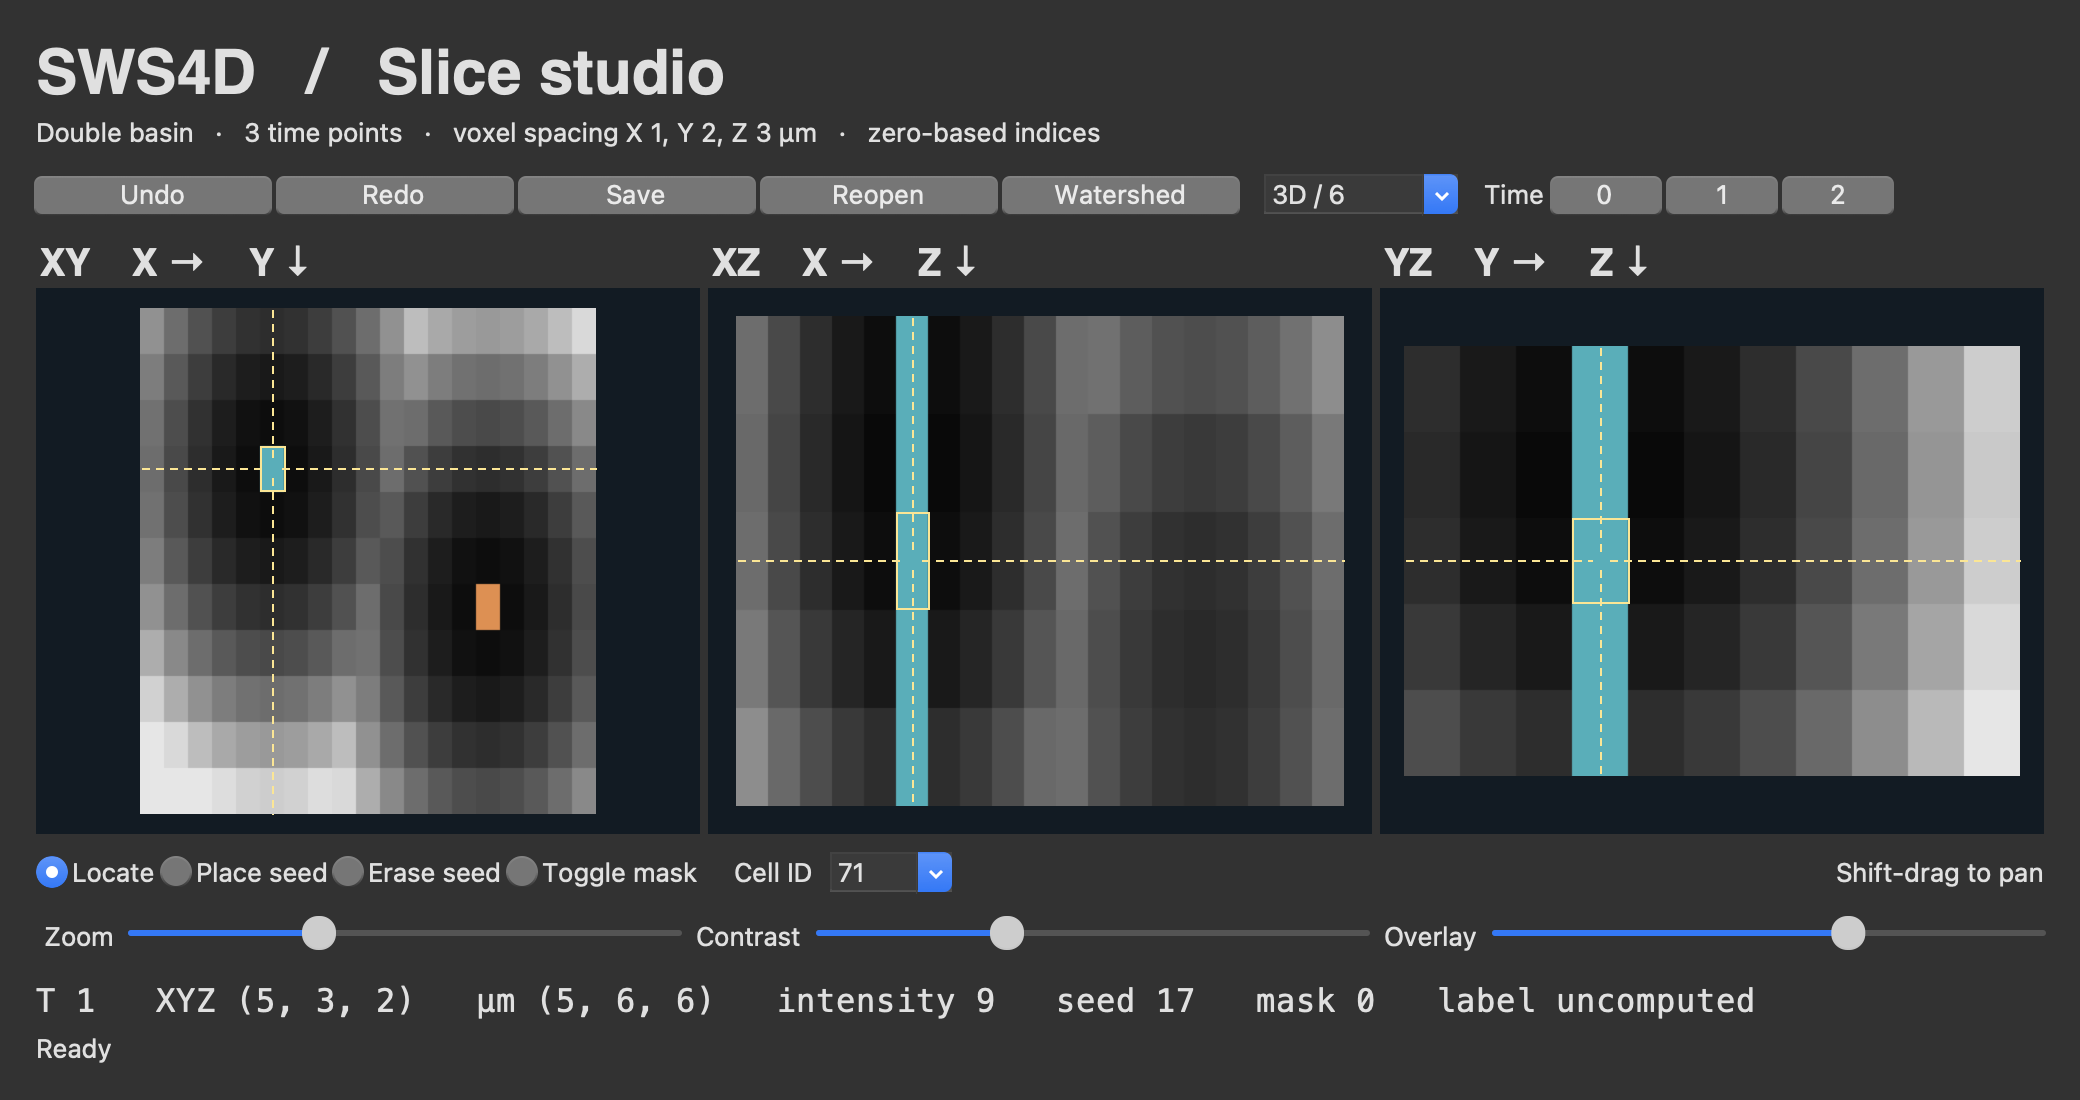 SWS4D / Slice studio
Double basin · 3 time points · voxel spacing X 1, Y 2, Z 3 µm · zero-based indices
Undo Redo Save Reopen Watershed 3D / 6 Time 0 1 2
XY X → Y ↓ XZ X → Z ↓ YZ Y → Z ↓
Locate Place seed Erase seed Toggle mask Cell ID 71 Shift-drag to pan
Zoom Contrast Overlay
T 1 XYZ (5, 3, 2) µm (5, 6, 6) intensity 9 seed 17 mask 0 label uncomputed
Ready